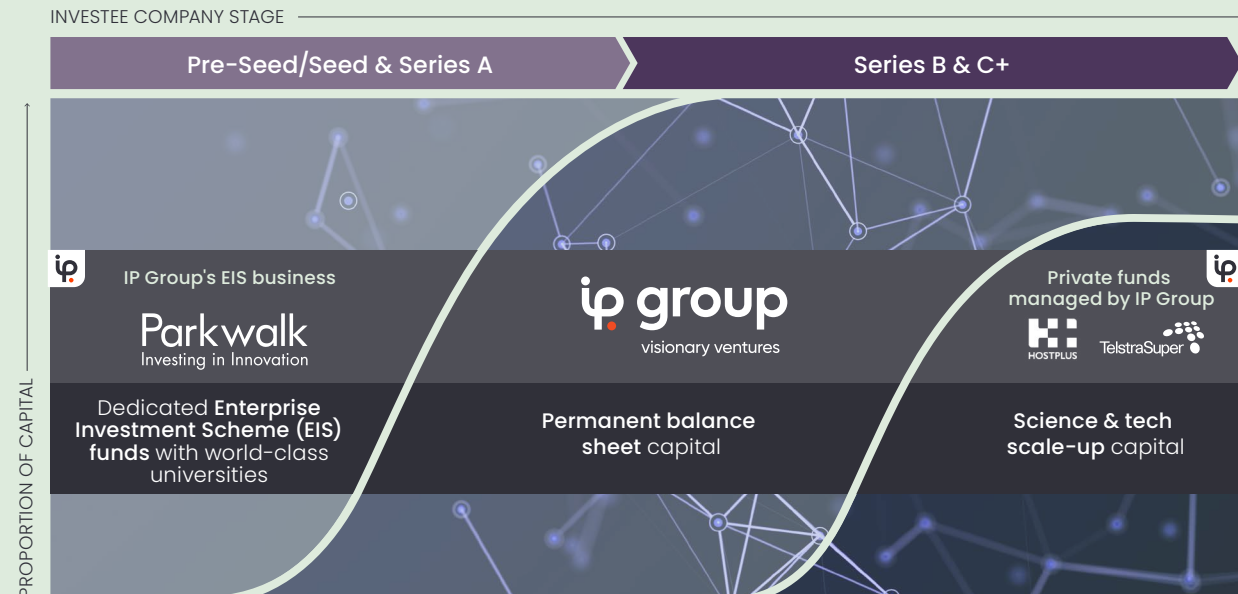 INVESTEE COMPANY STAGE
Pre-Seed/Seed & Series A
Series B & C+
PROPORTION OF CAPITAL
ip.
IP Group's EIS business
Parkwalk
Investing in Innovation
Dedicated Enterprise
Investment Scheme (EIS)
funds with world-class
universities
ip. group
visionary ventures
Permanent balance
sheet capital
ip.
Private funds
managed by IP Group
HOSTPLUS
TelstraSuper
Science & tech
scale-up capital